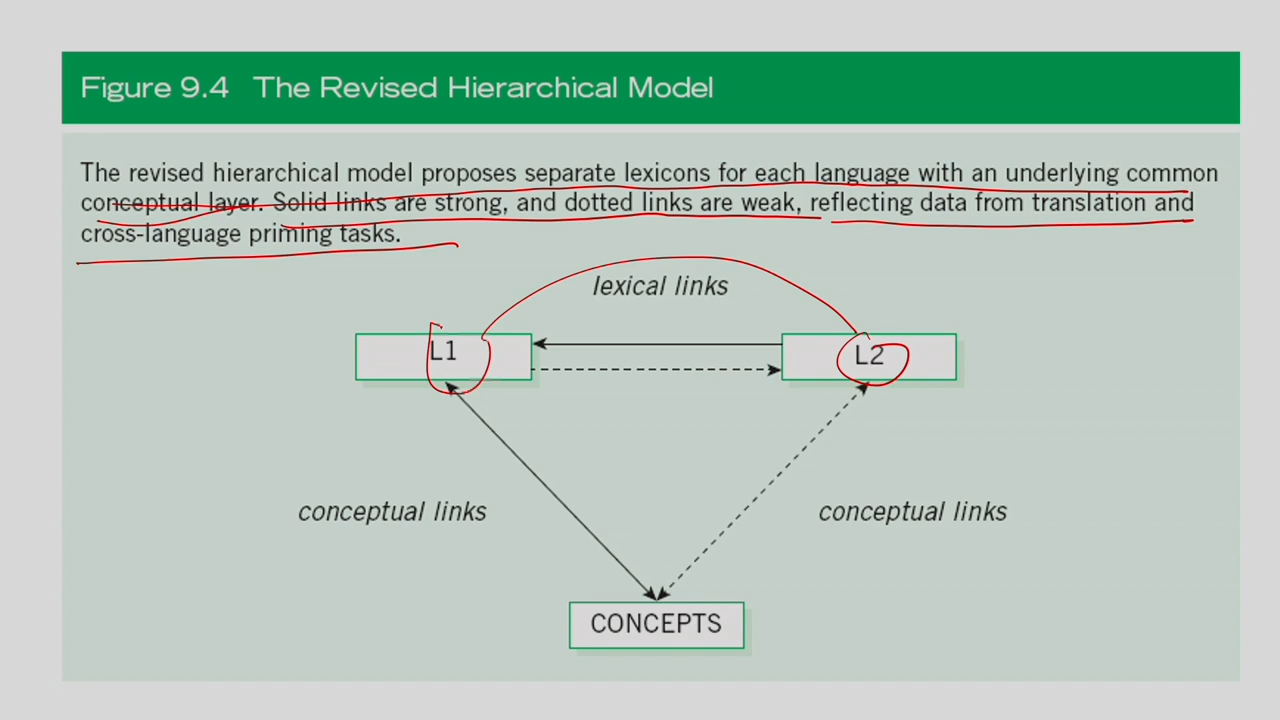 Figure 9.4 The Revised Hierarchical Model
The revised hierarchical model proposes separate lexicons for each language with an underlying common
conceptual layer. Solid links are strong, and dotted links are weak, reflecting data from translation and
cross-language priming tasks.
lexical links
L1
L2
conceptual links
conceptual links
CONCEPTS